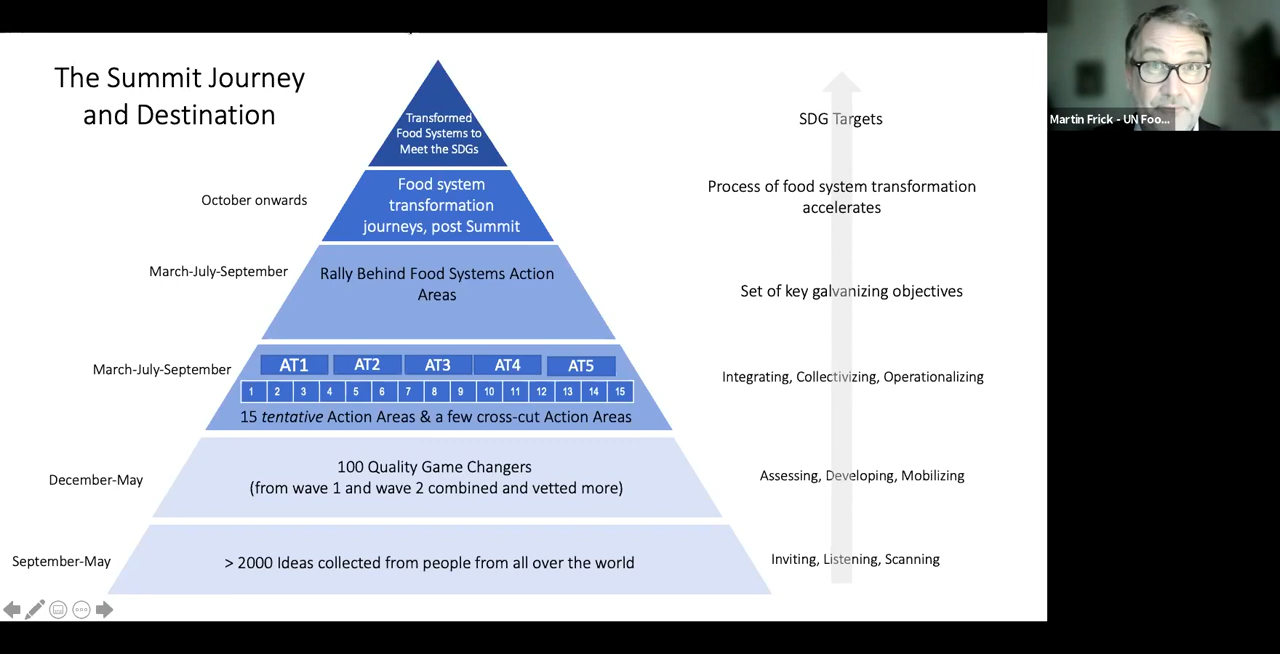 The Summit Journey
and Destination
Transformed
Food Systems to
Meet the SDGs
SDG Targets
Martin Frick - UN Foo...
October onwards
Food system
transformation
journeys, post Summit
Process of food system transformation
accelerates
March-July-September
Rally Behind Food Systems Action
Areas
Set of key galvanizing objectives
March-July-September
AT1 AT2 AT3 AT4 AT5
1 2 3 4 5 6 7 8 9 10 11 12 13 14 15
15 tentative Action Areas & a few cross-cut Action Areas
Integrating, Collectivizing, Operationalizing
December-May
100 Quality Game Changers
(from wave 1 and wave 2 combined and vetted more)
Assessing, Developing, Mobilizing
September-May
> 2000 Ideas collected from people from all over the world
Inviting, Listening, Scanning